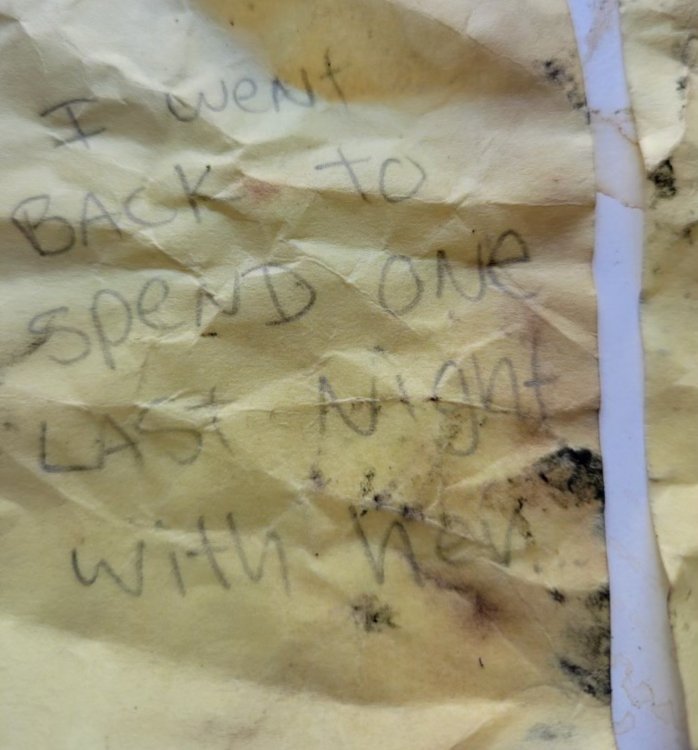 I went
BACK to
SpeND ONe
LASt Night
with her.